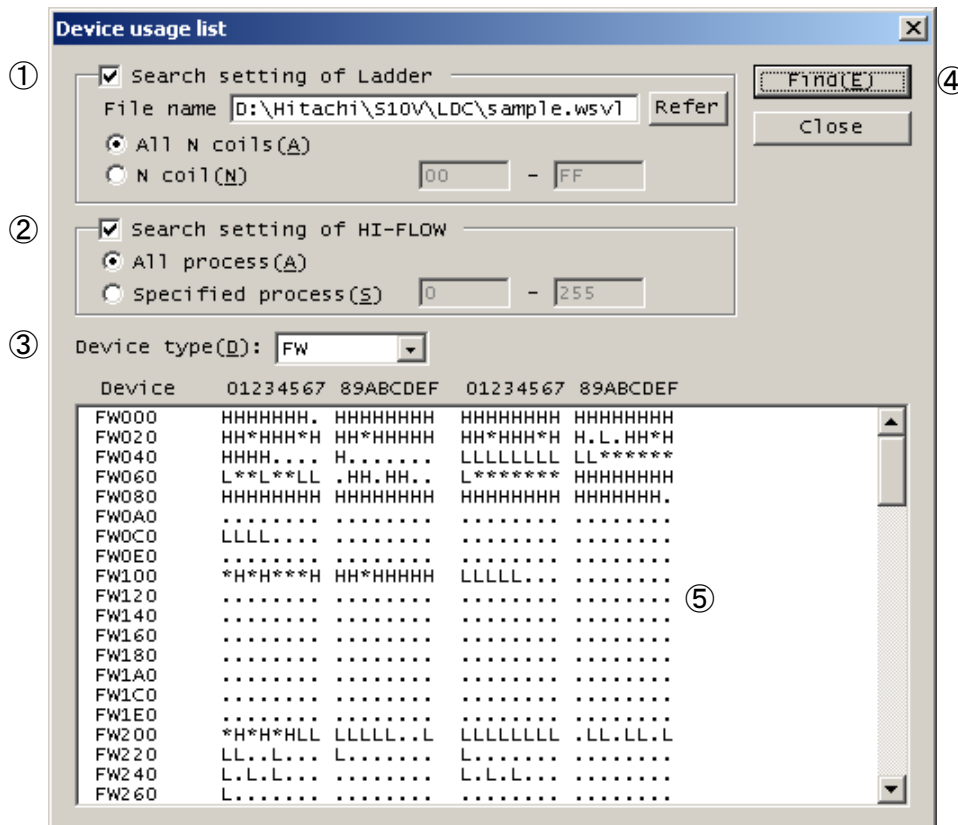 Device usage list
① Search setting of Ladder
File name D:\Hitachi\S10V\LDC\sample.wsvl Refer
All N coils(A)
N coil(N) 00 - FF
Find(E) ④
Close
② Search setting of HI-FLOW
All process(A)
Specified process(S) 0 - 255
③ Device type(D): FW
Device 01234567 89ABCDEF 01234567 89ABCDEF
FW000 HHHHHHH. HHHHHHHH HHHHHHHH HHHHHHHH
FW020 HH*HHH*H HH*HHHHH HH*HHH*H H.L.HH*H
FW040 HHHH.... H....... LLLLLLLL LL******
FW060 L**L**LL .HH.HH.. L******* HHHHHHHH
FW080 HHHHHHHH HHHHHHHH HHHHHHHH HHHHHHH.
FW0A0 ........ ........ ........ ........
FW0C0 LLLL.... ........ ........ ........
FW0E0 ........ ........ ........ ........
FW100 *H*H***H HH*HHHHH LLLLL... ........
FW120 ........ ........ ........ ........ ⑤
FW140 ........ ........ ........ ........
FW160 ........ ........ ........ ........
FW180 ........ ........ ........ ........
FW1A0 ........ ........ ........ ........
FW1C0 ........ ........ ........ ........
FW1E0 ........ ........ ........ ........
FW200 *H*H*HLL LLLLL..L LLLLLLLL .LL.LL.L
FW220 LL..L... L....... L....... ........
FW240 L.L.L... ........ L.L.L... ........
FW260 L....... ........ ........ ........